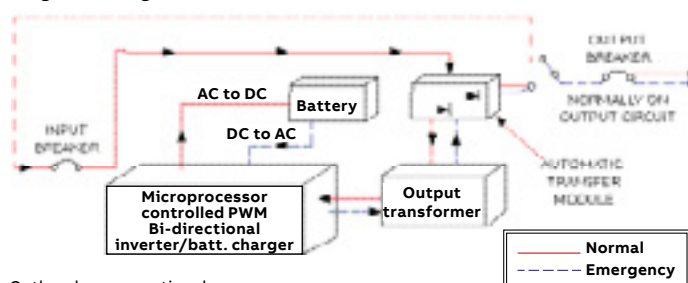 OUTPUT
BREAKER
AC to DC
Battery
DC to AC
INPUT
BREAKER
NORMALLY ON
OUTPUT CIRCUIT
AUTOMATIC
TRANSFER
MODULE
Microprocessor
controlled PWM
Bi-directional
inverter/batt. charger
Output
transformer
Normal
Emergency